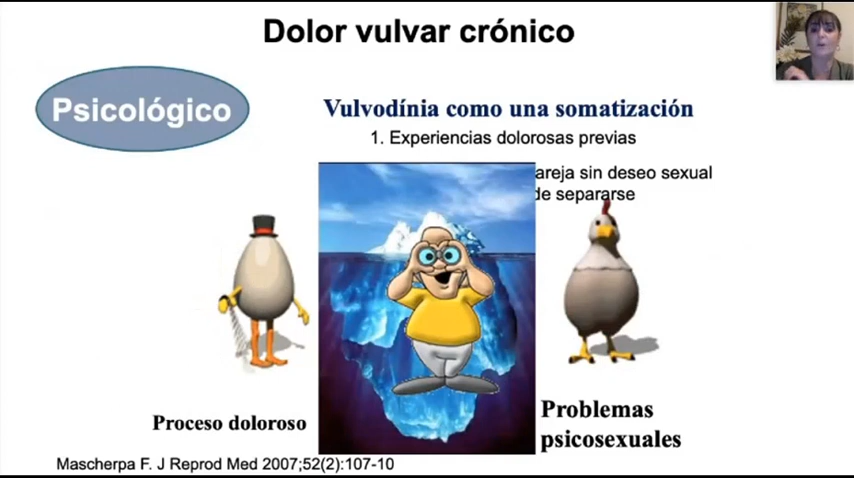 Dolor vulvar crónico
Psicológico
Vulvodínia como una somatización
1. Experiencias dolorosas previas
areja sin deseo sexual
de separarse
Proceso doloroso
Problemas
psicosexuales
Mascherpa F. J Reprod Med 2007;52(2):107-10